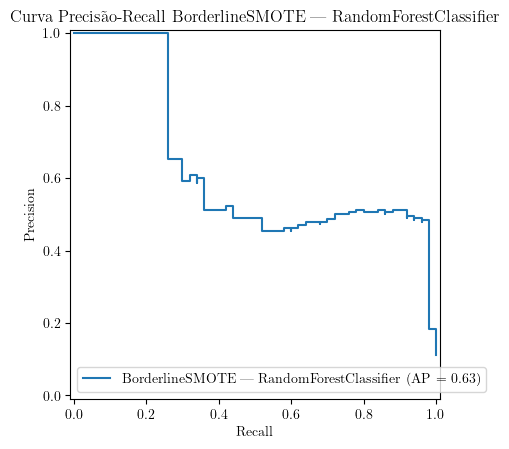 Curva Precisão-Recall BorderlineSMOTE — RandomForestClassifier
1.0
0.8
0.6
0.4
0.2
0.0
Precision
BorderlineSMOTE — RandomForestClassifier (AP = 0.63)
0.0 0.2 0.4 0.6 0.8 1.0
Recall